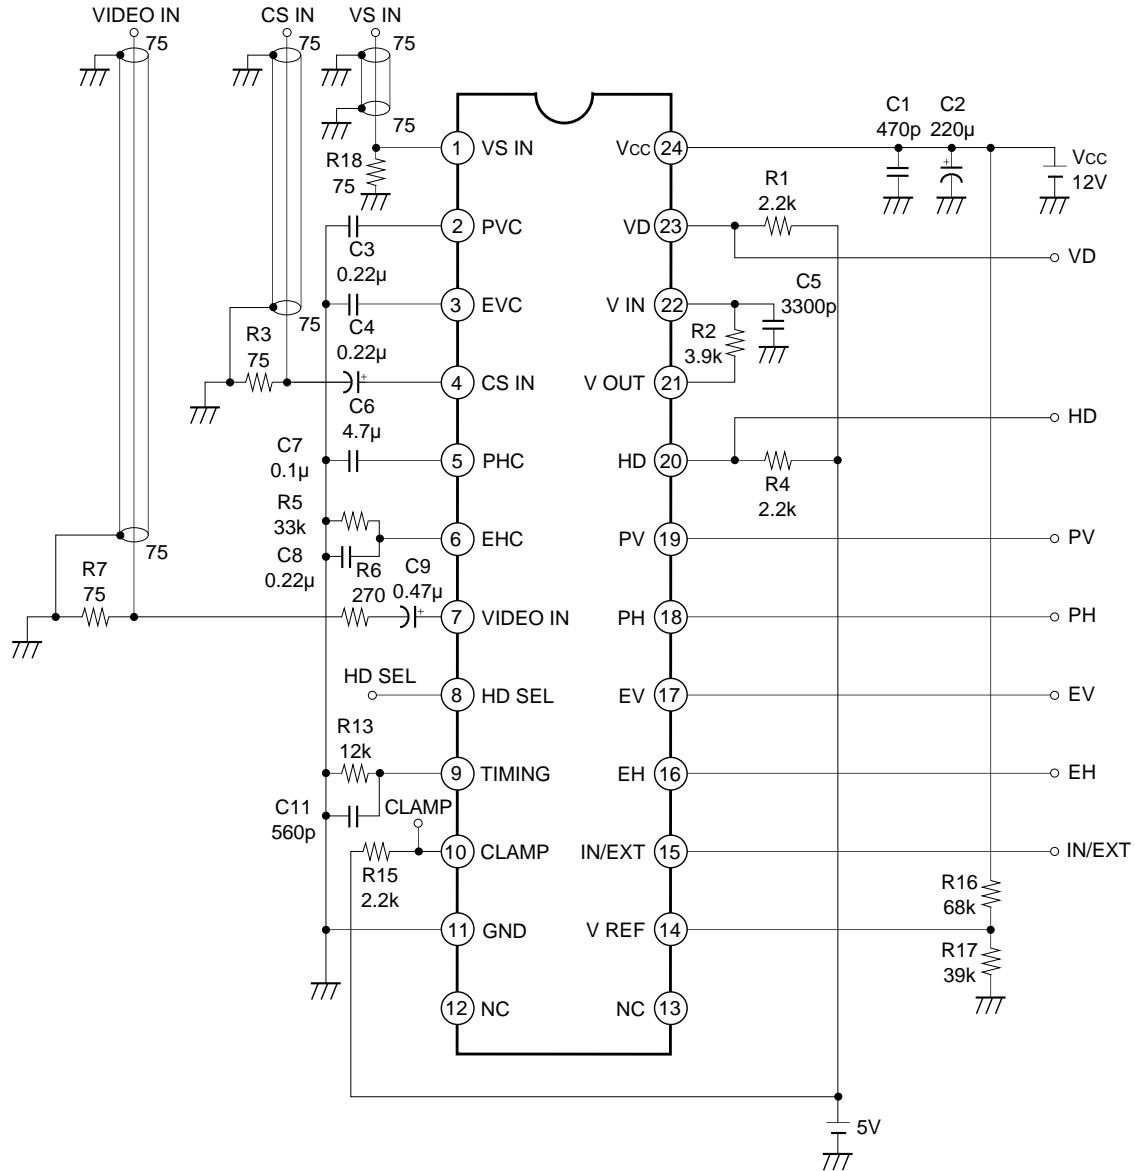 VIDEO IN
CS IN
VS IN
75
75
75
75
R18
75
75
R3
75
75
R7
75
C3
0.22µ
C4
0.22µ
C6
4.7µ
C7
0.1µ
R5
33k
C8
0.22µ
R6
270
C9
0.47µ
HD SEL
R13
12k
C11
560p
CLAMP
R15
2.2k
1 VS IN
2 PVC
3 EVC
4 CS IN
5 PHC
6 EHC
7 VIDEO IN
8 HD SEL
9 TIMING
10 CLAMP
11 GND
12 NC
VCC 24
VD 23
V IN 22
V OUT 21
HD 20
PV 19
PH 18
EV 17
EH 16
IN/EXT 15
V REF 14
NC 13
C1
470p
C2
220µ
VCC
12V
R1
2.2k
VD
C5
3300p
R2
3.9k
HD
R4
2.2k
PV
PH
EV
EH
IN/EXT
R16
68k
R17
39k
5V
+
+
+